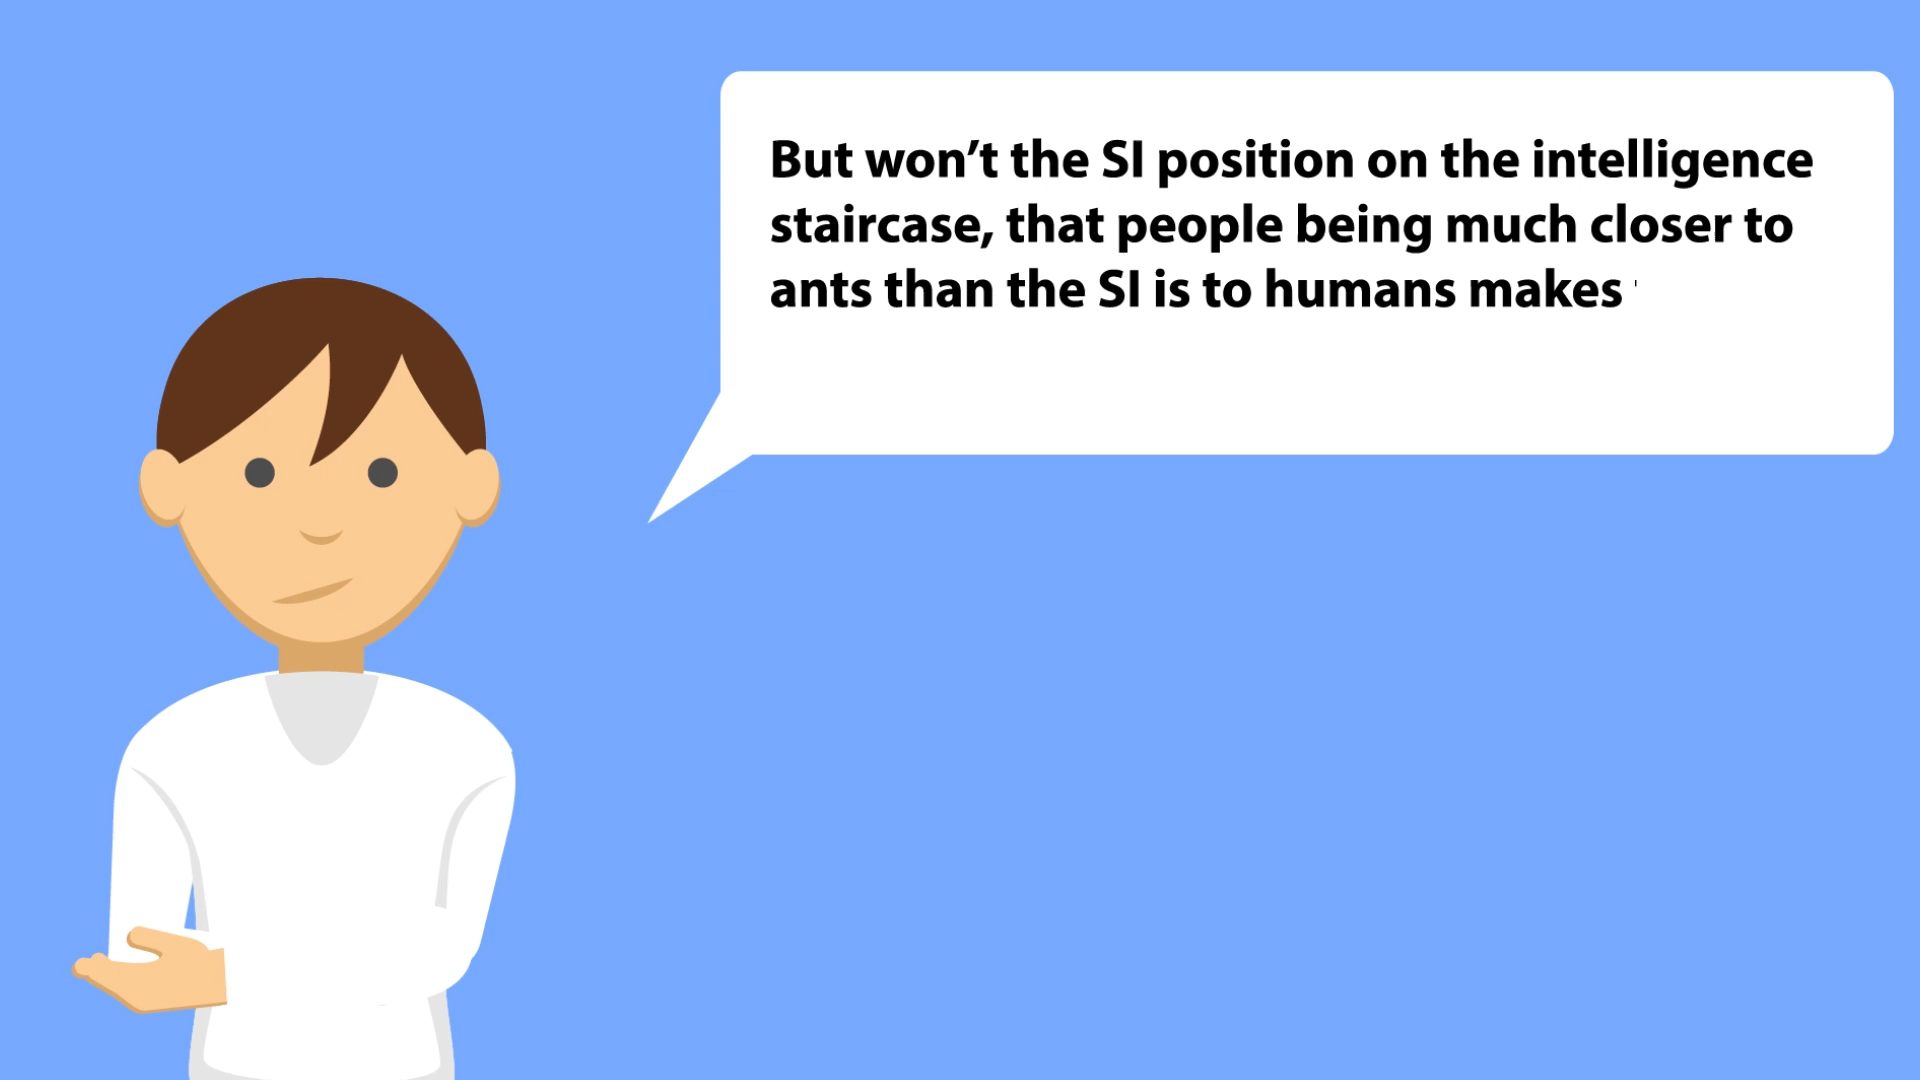 But won’t the SI position on the intelligence
staircase, that people being much closer to
ants than the SI is to humans makes